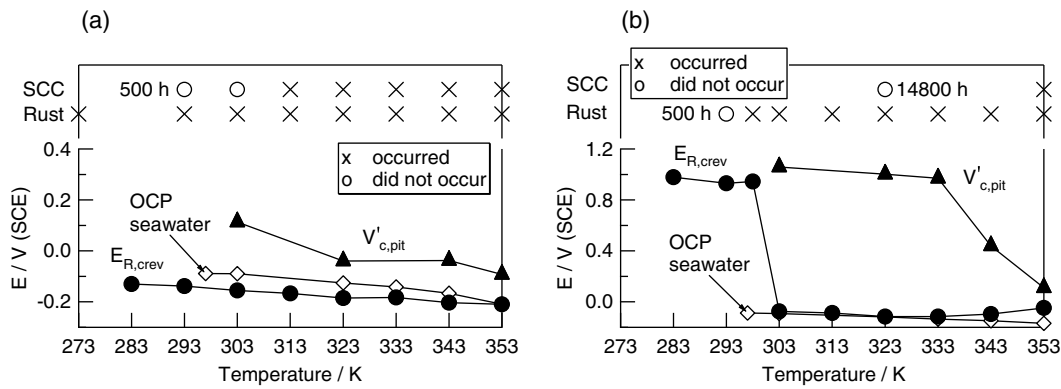 (a)
SCC 500 h
Rust
x occurred
o did not occur
0.4
0.2
0.0
-0.2
E / V (SCE)
OCP
seawater
V'c,pit
ER,crev
273 283 293 303 313 323 333 343 353
Temperature / K
(b)
x occurred
o did not occur
SCC 14800 h
Rust 500 h
1.2
0.8
0.4
0.0
E / V (SCE)
ER,crev
V'c,pit
OCP
seawater
273 283 293 303 313 323 333 343 353
Temperature / K